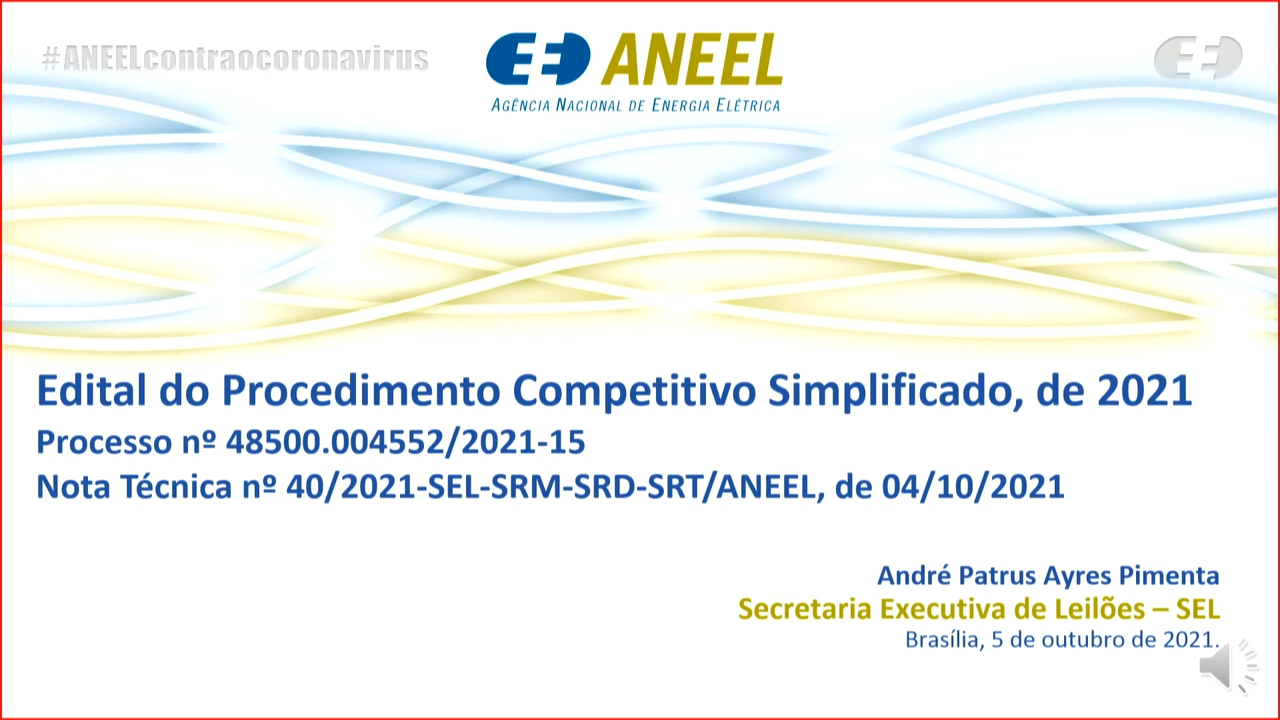 #ANEELcontraocoronavirus
ANEEL
AGÊNCIA NACIONAL DE ENERGIA ELÉTRICA
Edital do Procedimento Competitivo Simplificado, de 2021
Processo nº 48500.004552/2021-15
Nota Técnica nº 40/2021-SEL-SRM-SRD-SRT/ANEEL, de 04/10/2021
André Patrus Ayres Pimenta
Secretaria Executiva de Leilões – SEL
Brasília, 5 de outubro de 2021.